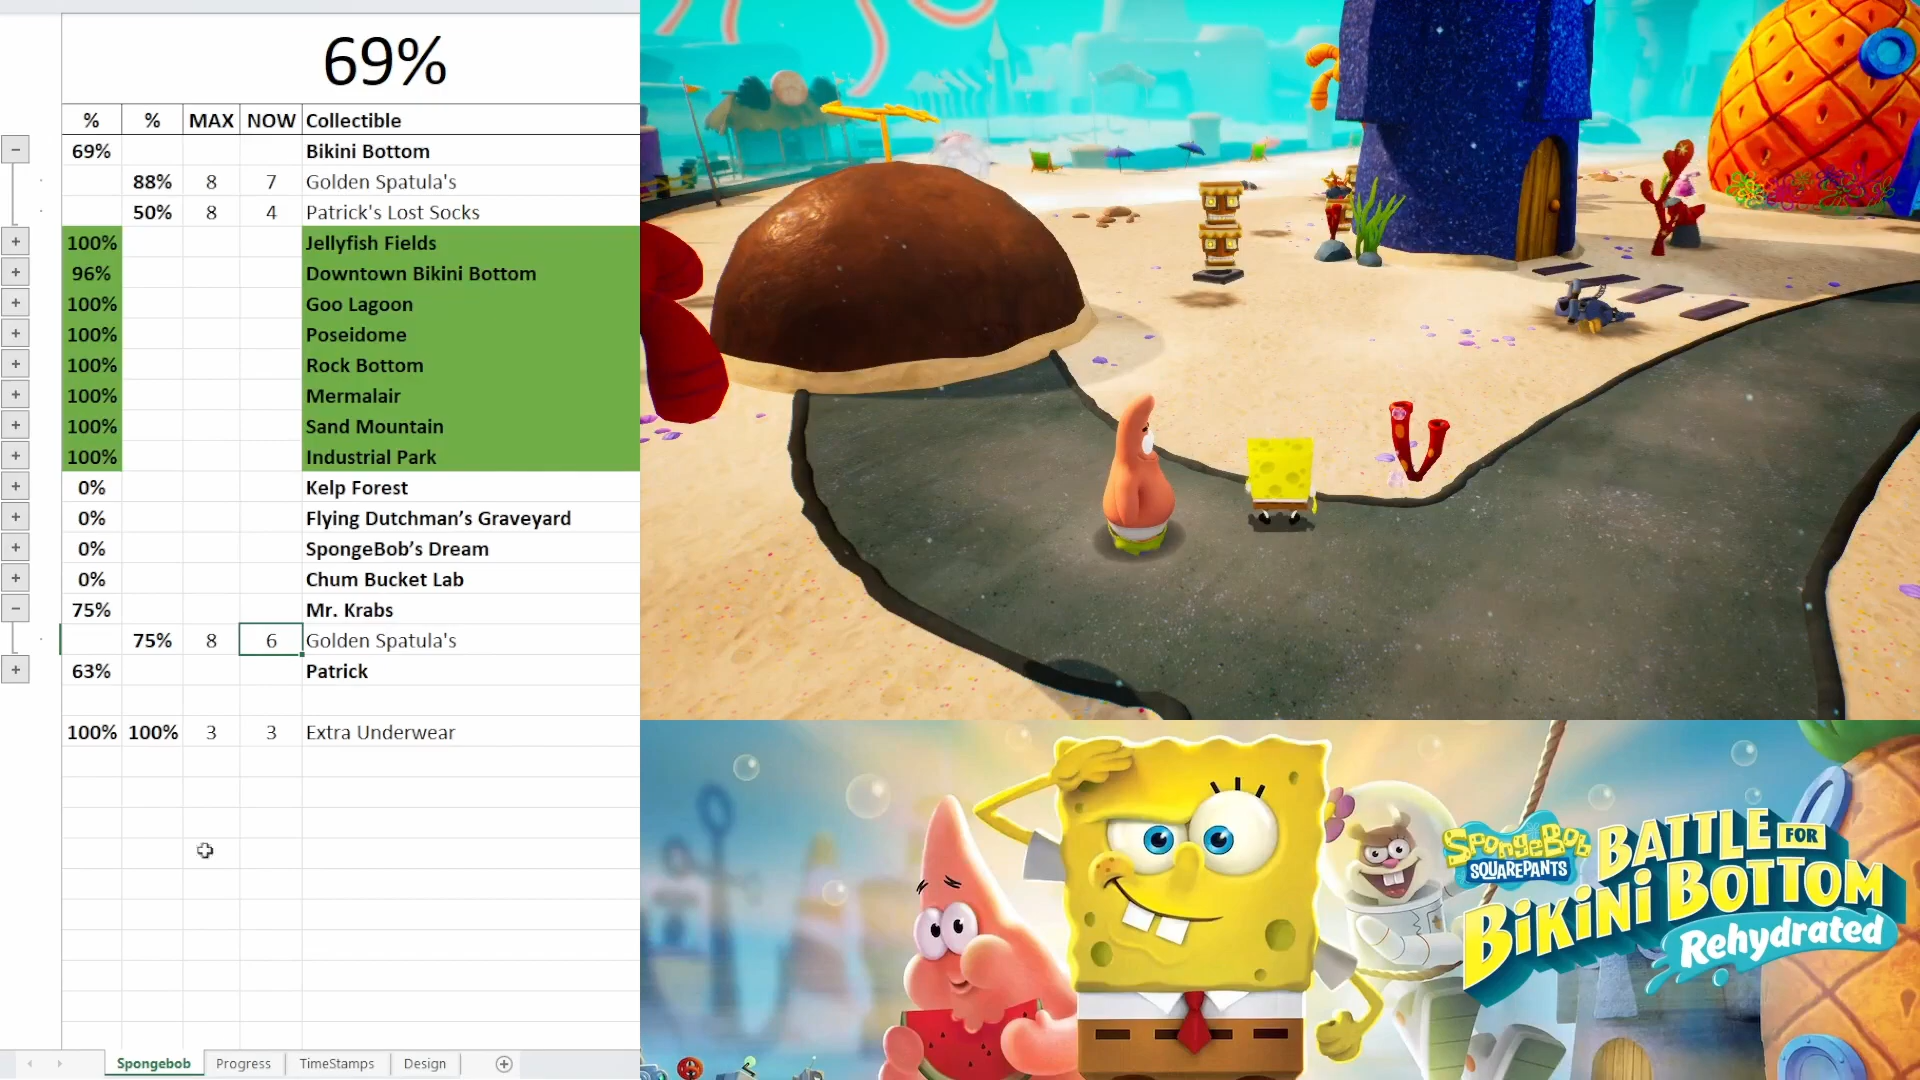 69%
% % MAX NOW Collectible
69% Bikini Bottom
88% 8 7 Golden Spatula's
50% 8 4 Patrick's Lost Socks
100% Jellyfish Fields
96% Downtown Bikini Bottom
100% Goo Lagoon
100% Poseidome
100% Rock Bottom
100% Mermalair
100% Sand Mountain
100% Industrial Park
0% Kelp Forest
0% Flying Dutchman’s Graveyard
0% SpongeBob’s Dream
0% Chum Bucket Lab
75% Mr. Krabs
75% 8 6 Golden Spatula's
63% Patrick
100% 100% 3 3 Extra Underwear
Spongebob Progress TimeStamps Design
SpongeBob
SQUAREPANTS
BATTLE FOR
BiKiNi BOTTOM
Rehydrated